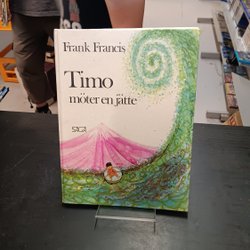 Frank Francis
Timo
möter en jätte
SAGA